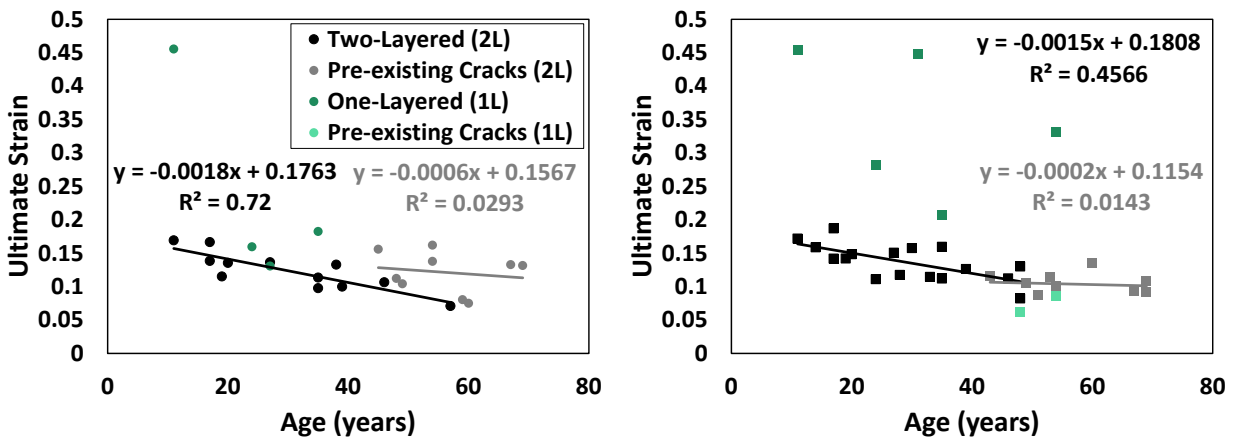 0.5
0.45
0.4
0.35
0.3
0.25
0.2
0.15
0.1
0.05
0
Ultimate Strain
Two-Layered (2L)
Pre-existing Cracks (2L)
One-Layered (1L)
Pre-existing Cracks (1L)
y = -0.0018x + 0.1763
R² = 0.72
y = -0.0006x + 0.1567
R² = 0.0293
0 20 40 60 80
Age (years)
0.5
0.45
0.4
0.35
0.3
0.25
0.2
0.15
0.1
0.05
0
Ultimate Strain
y = -0.0015x + 0.1808
R² = 0.4566
y = -0.0002x + 0.1154
R² = 0.0143
0 20 40 60 80
Age (years)